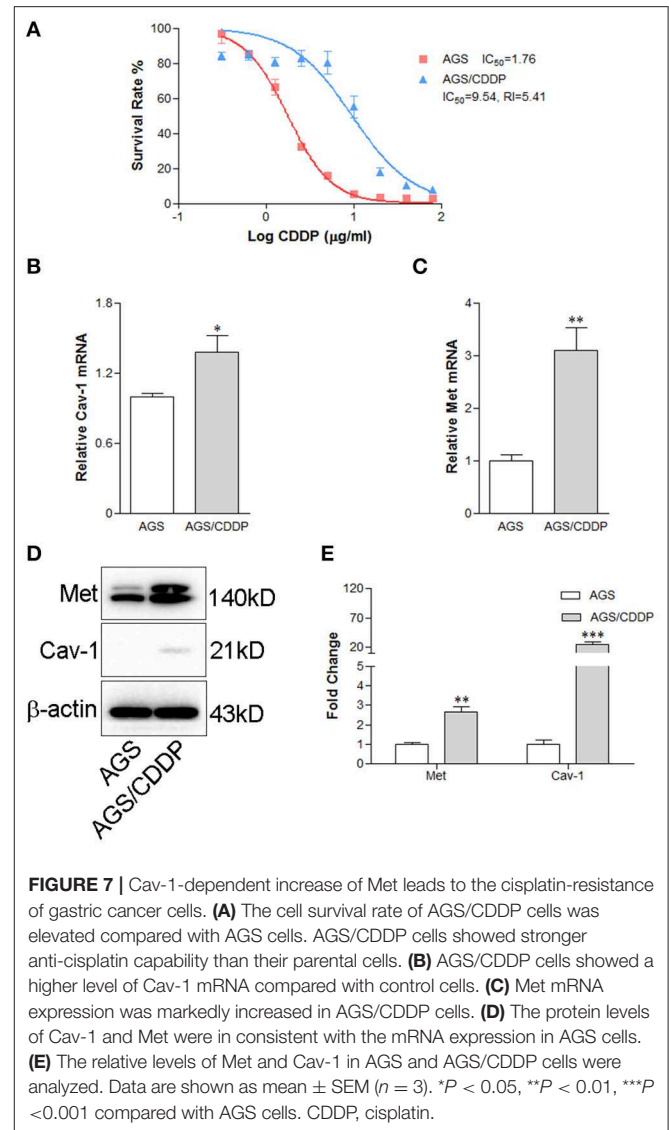 A
Survival Rate %
100
80
60
40
20
0
-1
0
1
2
Log CDDP (µg/ml)
AGS IC50=1.76
AGS/CDDP
IC50=9.54, RI=5.41
B
Relative Cav-1 mRNA
1.8
1.2
0.6
0
*
AGS
AGS/CDDP
C
Relative Met mRNA
4
3
2
1
0
**
AGS
AGS/CDDP
D
Met
140kD
Cav-1
21kD
β-actin
43kD
AGS
AGS/CDDP
E
Fold Change
120
70
20
5
4
3
2
1
0
AGS
AGS/CDDP
**
***
Met
Cav-1
FIGURE 7 | Cav-1-dependent increase of Met leads to the cisplatin-resistance
of gastric cancer cells. (A) The cell survival rate of AGS/CDDP cells was
elevated compared with AGS cells. AGS/CDDP cells showed stronger
anti-cisplatin capability than their parental cells. (B) AGS/CDDP cells showed a
higher level of Cav-1 mRNA compared with control cells. (C) Met mRNA
expression was markedly increased in AGS/CDDP cells. (D) The protein levels
of Cav-1 and Met were in consistent with the mRNA expression in AGS cells.
(E) The relative levels of Met and Cav-1 in AGS and AGS/CDDP cells were
analyzed. Data are shown as mean ± SEM (n = 3). *P < 0.05, **P < 0.01, ***P
<0.001 compared with AGS cells. CDDP, cisplatin.